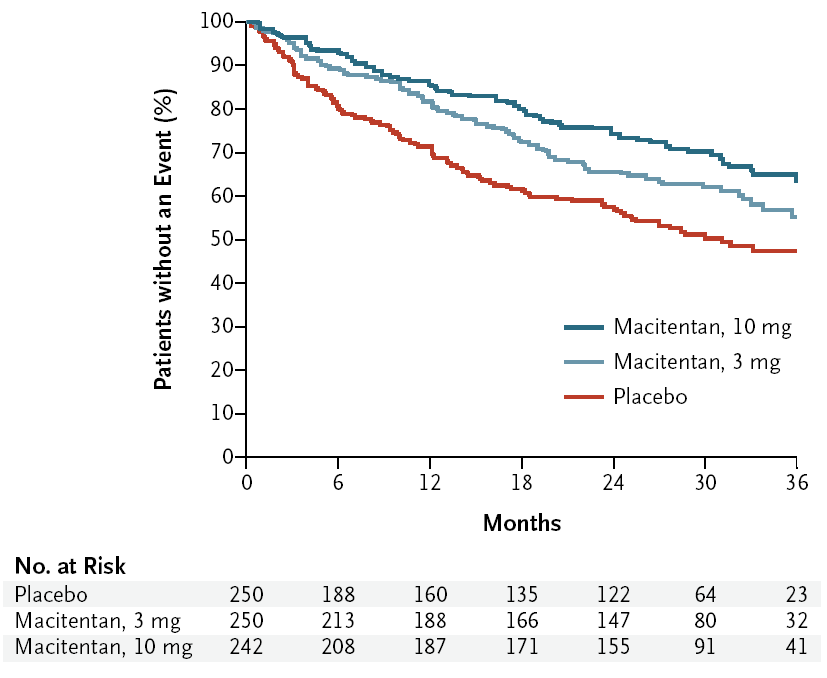 100
90
80
70
60
50
40
30
20
10
0
Patients without an Event (%)
Macitentan, 10 mg
Macitentan, 3 mg
Placebo
0 6 12 18 24 30 36
Months
No. at Risk
Placebo 250 188 160 135 122 64 23
Macitentan, 3 mg 250 213 188 166 147 80 32
Macitentan, 10 mg 242 208 187 171 155 91 41